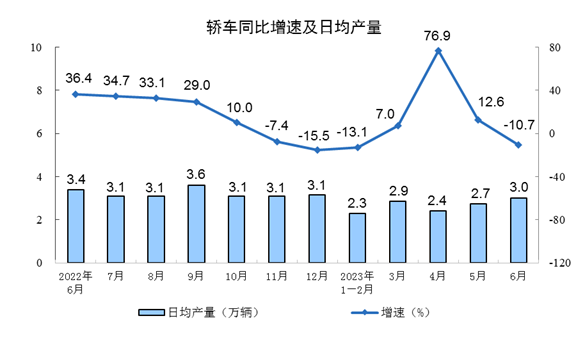 轿车同比增速及日均产量
10
8
6
4
2
0
80
40
0
-40
-80
-120
36.4
34.7
33.1
29.0
10.0
-7.4
-15.5
-13.1
7.0
76.9
12.6
-10.7
3.4
3.1
3.1
3.6
3.1
3.1
3.1
2.3
2.9
2.4
2.7
3.0
2022年
6月
7月
8月
9月
10月
11月
12月
2023年
1—2月
3月
4月
5月
6月
日均产量（万辆）
增速（%）